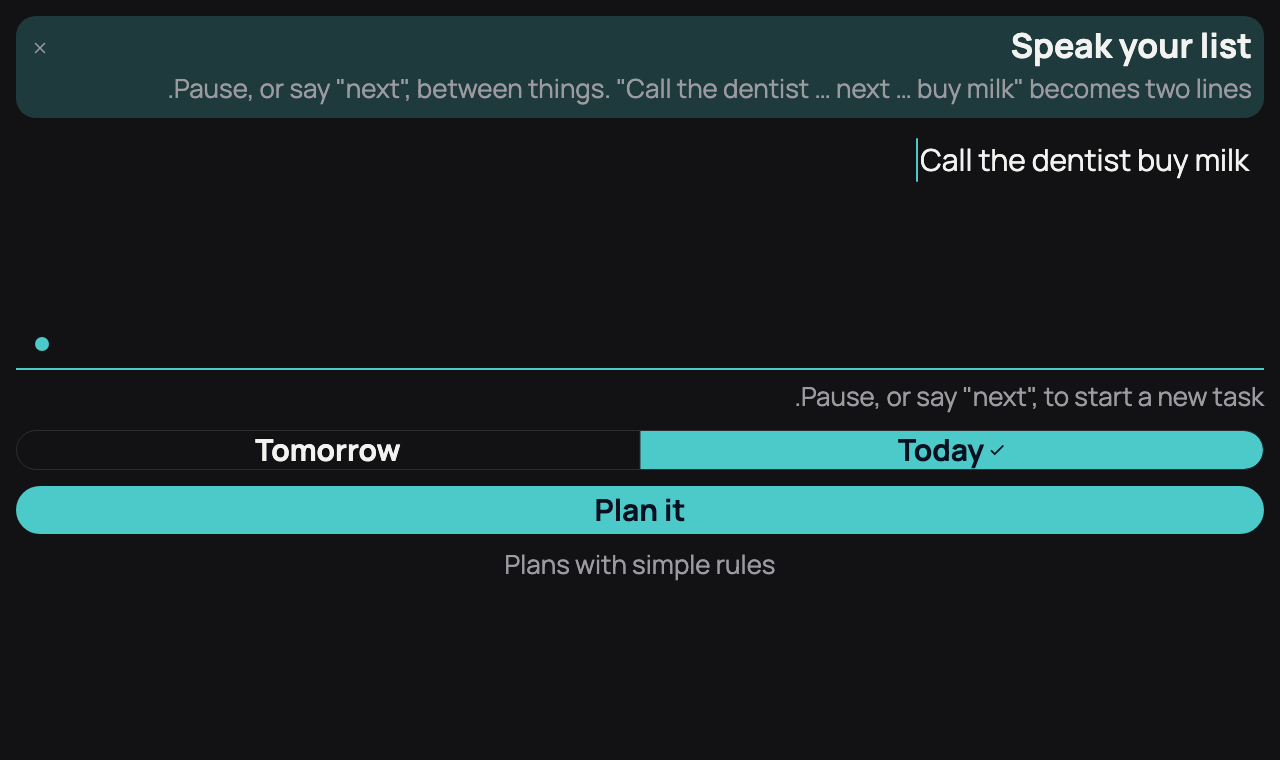 Speak your list
Pause, or say "next", between things. "Call the dentist … next … buy milk" becomes two lines.
Call the dentist buy milk
Pause, or say "next", to start a new task.
Today
Tomorrow
Plan it
Plans with simple rules